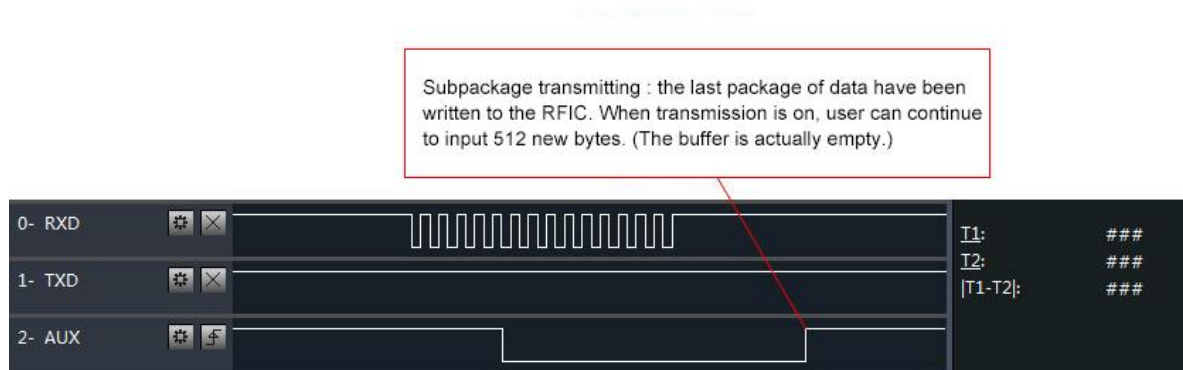 Subpackage transmitting : the last package of data have been
written to the RFIC. When transmission is on, user can continue
to input 512 new bytes. (The buffer is actually empty.)
0- RXD
T1: ###
1- TXD
T2: ###
|T1-T2|: ###
2- AUX